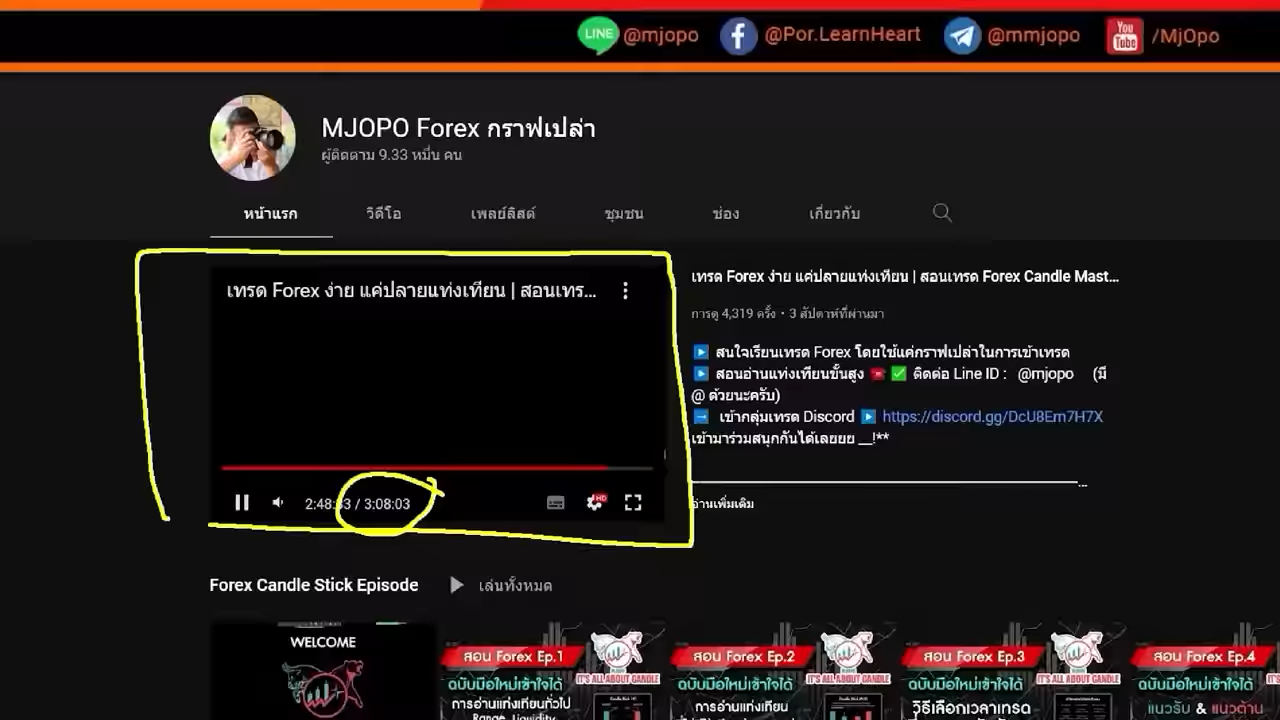 LINE @mjopo @Por.LearnHeart @mmjopo You Tube /MjOpo
MJOPO Forex กราฟเปล่า
ผู้ติดตาม 9.33 หมื่น คน
หน้าแรก วิดีโอ เพลย์ลิสต์ ชุมชน ช่อง เกี่ยวกับ
เทรด Forex ง่าย แค่ปลายแท่งเทียน | สอนเทร...
2:48: 3 / 3:08:03
HD
เทรด Forex ง่าย แค่ปลายแท่งเทียน | สอนเทรด Forex Candle Mast...
การดู 4,319 ครั้ง • 3 สัปดาห์ที่ผ่านมา
สนใจเรียนเทรด Forex โดยใช้แค่กราฟเปล่าในการเข้าเทรด
สอนอ่านแท่งเทียนขั้นสูง ติดต่อ Line ID : @mjopo (มี
@ ด้วยนะครับ)
เข้ากลุ่มเทรด Discord https://discord.gg/DcU8Em7H7X
เข้ามาร่วมสนุกกันได้เลยยย __!**
...
อ่านเพิ่มเติม
Forex Candle Stick Episode เล่นทั้งหมด
WELCOME
สอน Forex Ep.1
IT'S ALL ABOUT CANDLE
ฉบับมือใหม่เข้าใจได้
การอ่านแท่งเทียนทั่วไป
Range, Liquidity
สอน Forex Ep.2
IT'S ALL ABOUT CANDLE
ฉบับมือใหม่เข้าใจได้
การอ่านแท่งเทียน
สอน Forex Ep.3
IT'S ALL ABOUT CANDLE
ฉบับมือใหม่เข้าใจได้
วิธีเลือกเวลาเทรด
สอน Forex Ep.4
ฉบับมือใหม่เข้าใจได้
แนวรับ & แนวต้าน